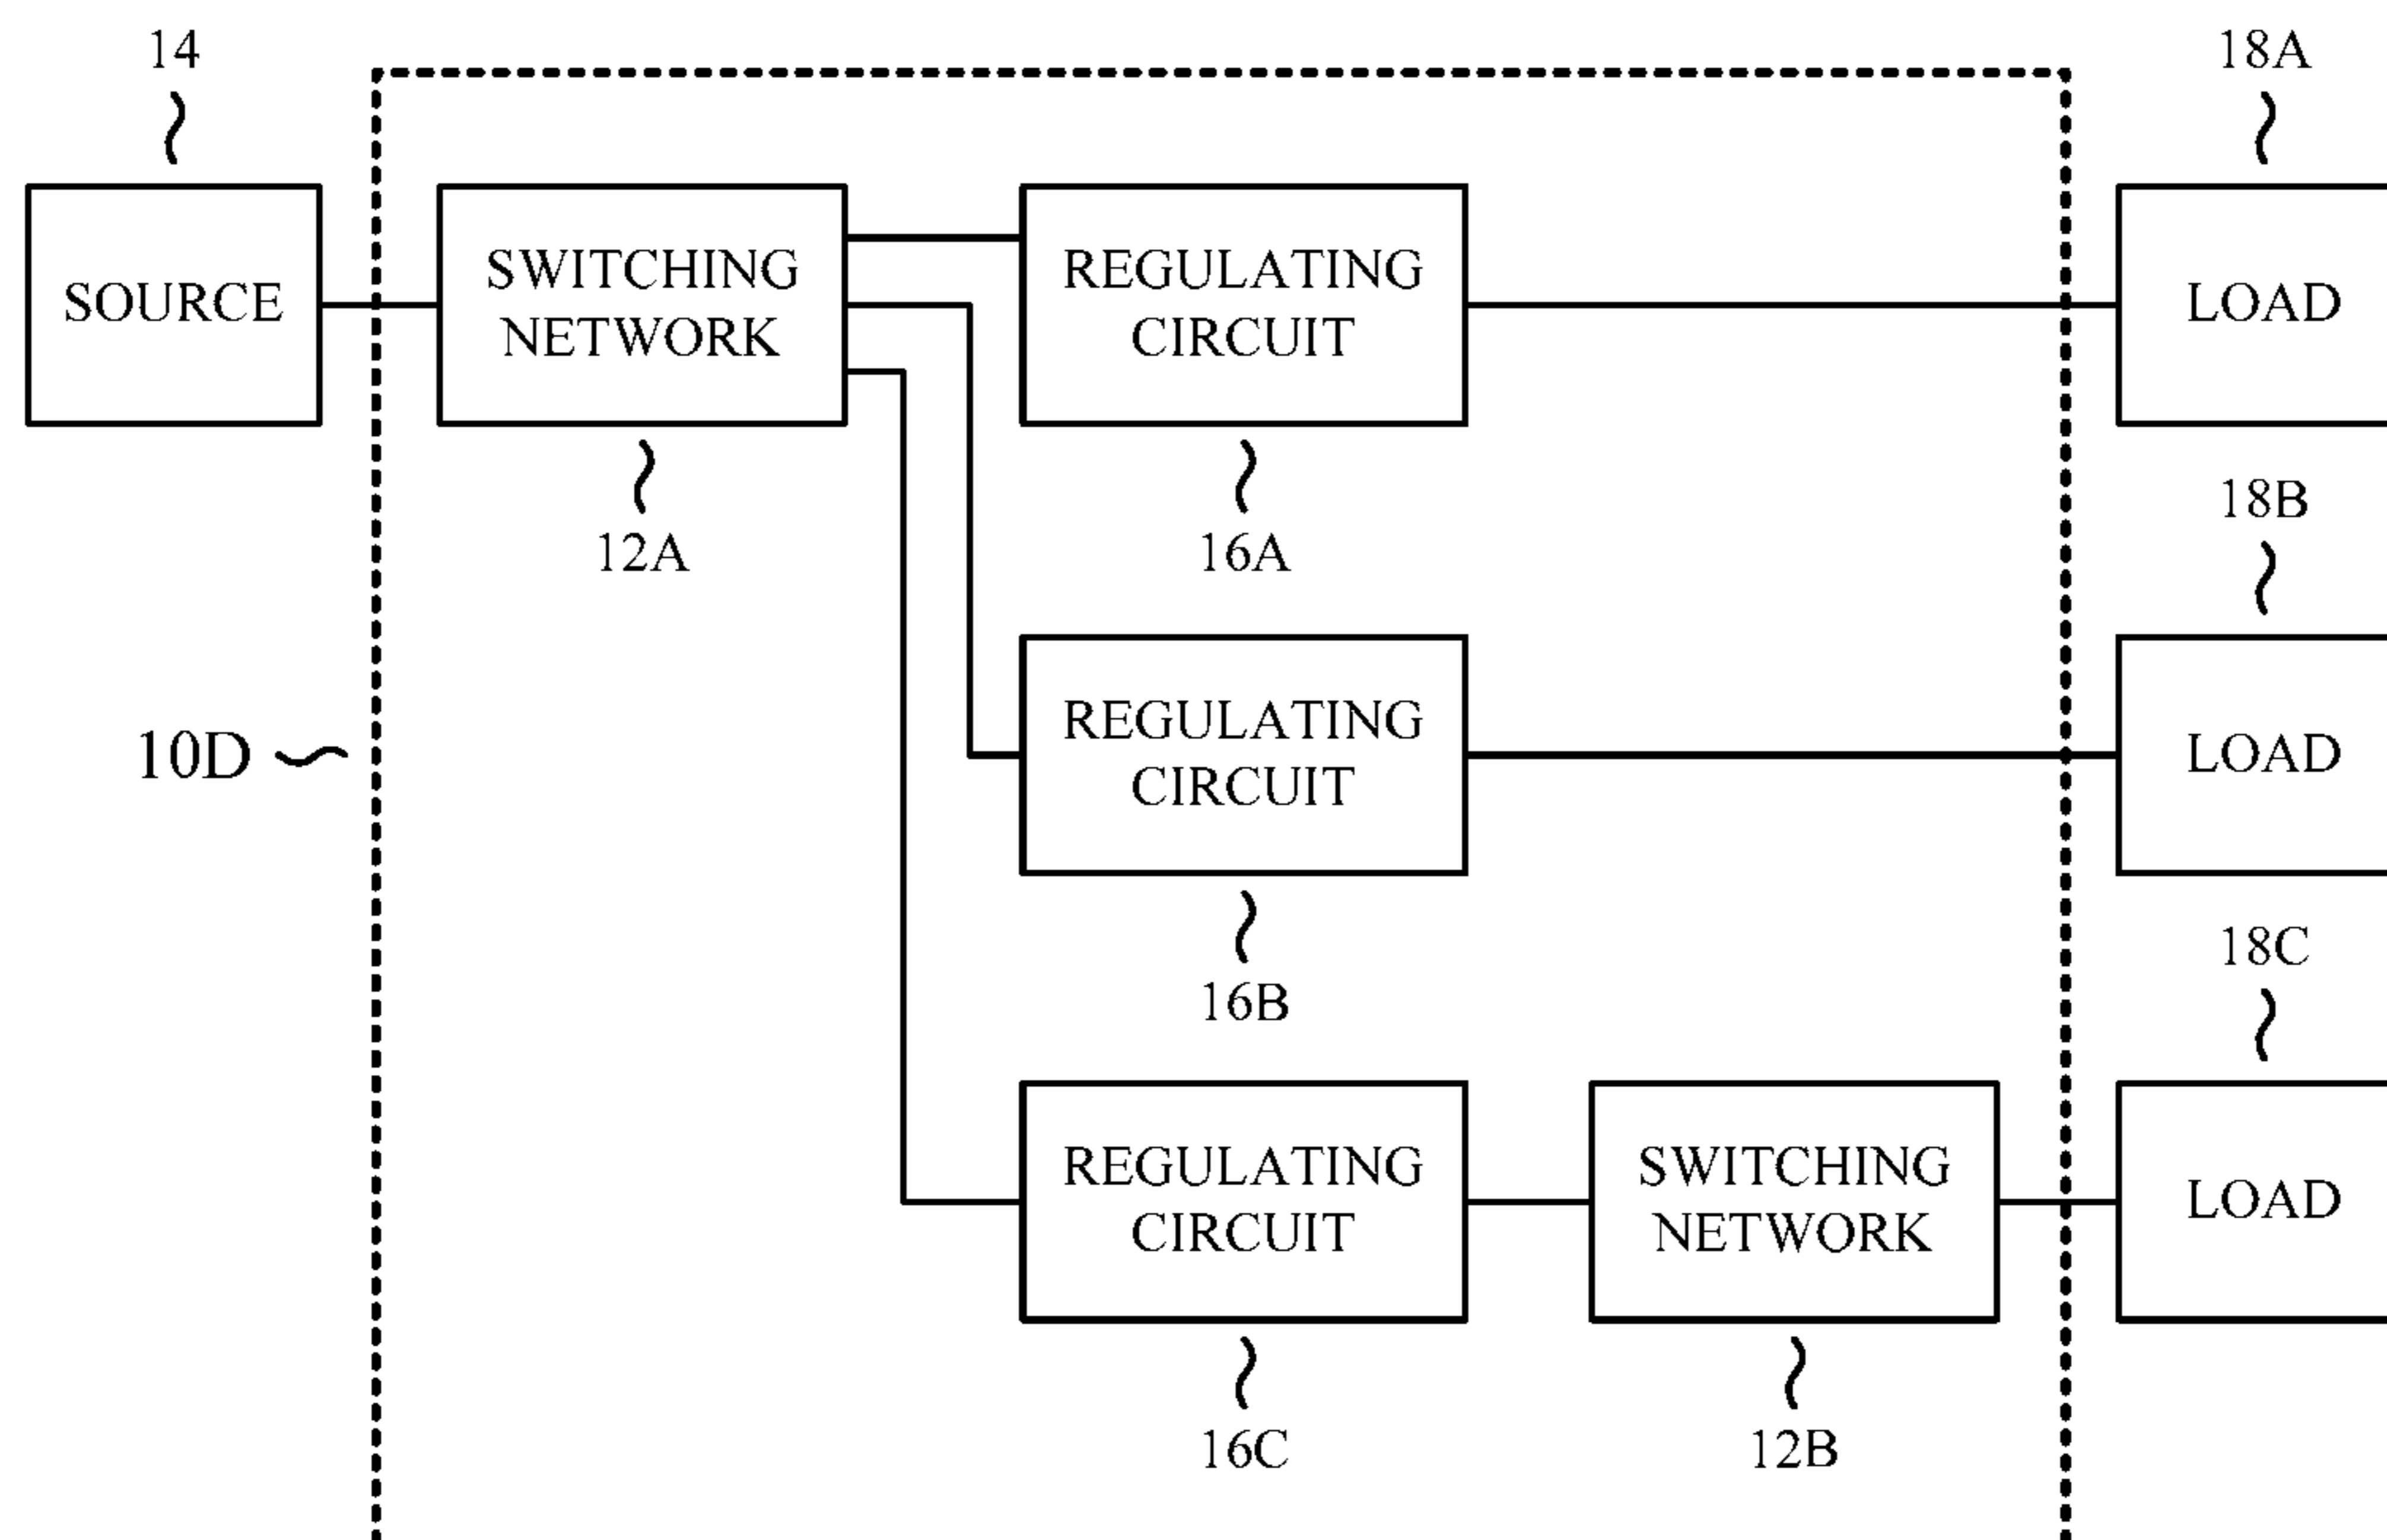 14
18A
SOURCE
SWITCHING
NETWORK
REGULATING
CIRCUIT
LOAD
12A
16A
18B
10D
REGULATING
CIRCUIT
LOAD
16B
18C
REGULATING
CIRCUIT
SWITCHING
NETWORK
LOAD
16C
12B